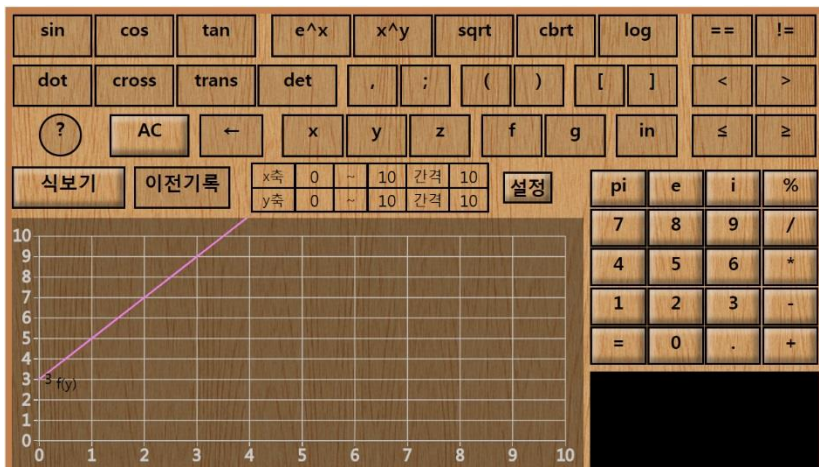 sin cos tan e^x x^y sqrt cbrt log == !=
dot cross trans det , ; ( ) [ ] < >
? AC ← x y z f g in ≤ ≥
식보기 이전기록 x축 0 ~ 10 간격 10 설정
y축 0 ~ 10 간격 10
pi e i %
7 8 9 /
4 5 6 *
1 2 3 -
= 0 . +
10
9
8
7
6
5
4
3 3 f(y)
2
1
0
0 1 2 3 4 5 6 7 8 9 10